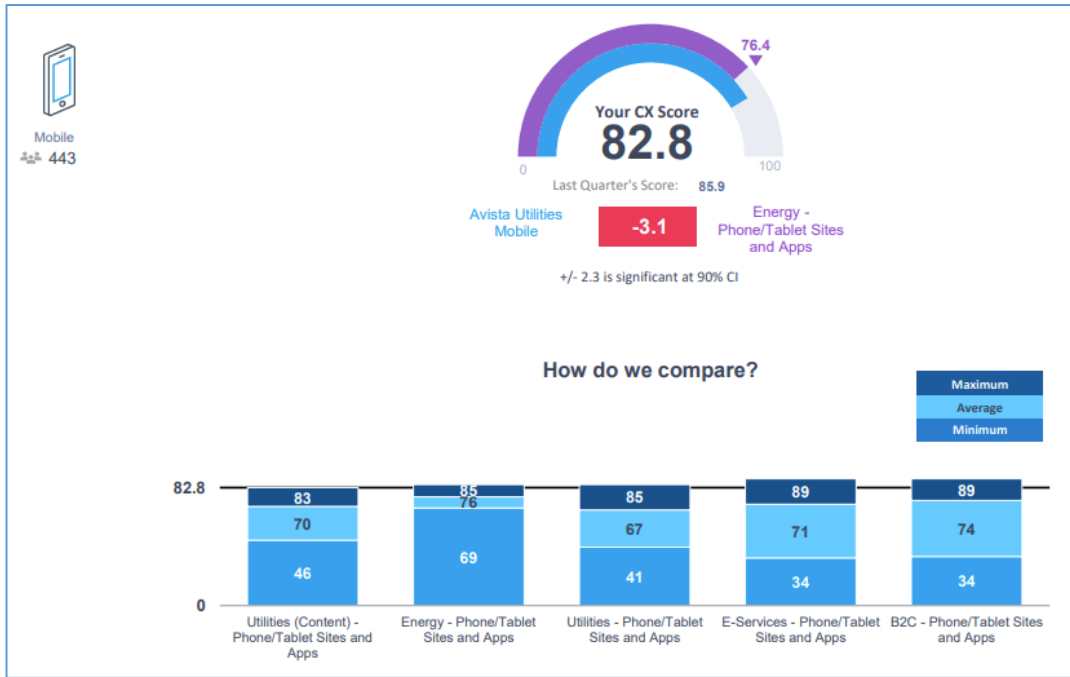 76.4
Your CX Score
82.8
0
100
Mobile
443
Last Quarter's Score: 85.9
Avista Utilities
Mobile
-3.1
Energy -
Phone/Tablet Sites
and Apps
+/- 2.3 is significant at 90% CI
How do we compare?
Maximum
Average
Minimum
82.8
83
85
85
89
89
70
76
67
71
74
46
69
41
34
34
0
Utilities (Content) -
Phone/Tablet Sites and
Apps
Energy - Phone/Tablet
Sites and Apps
Utilities - Phone/Tablet
Sites and Apps
E-Services - Phone/Tablet
Sites and Apps
B2C - Phone/Tablet Sites
and Apps